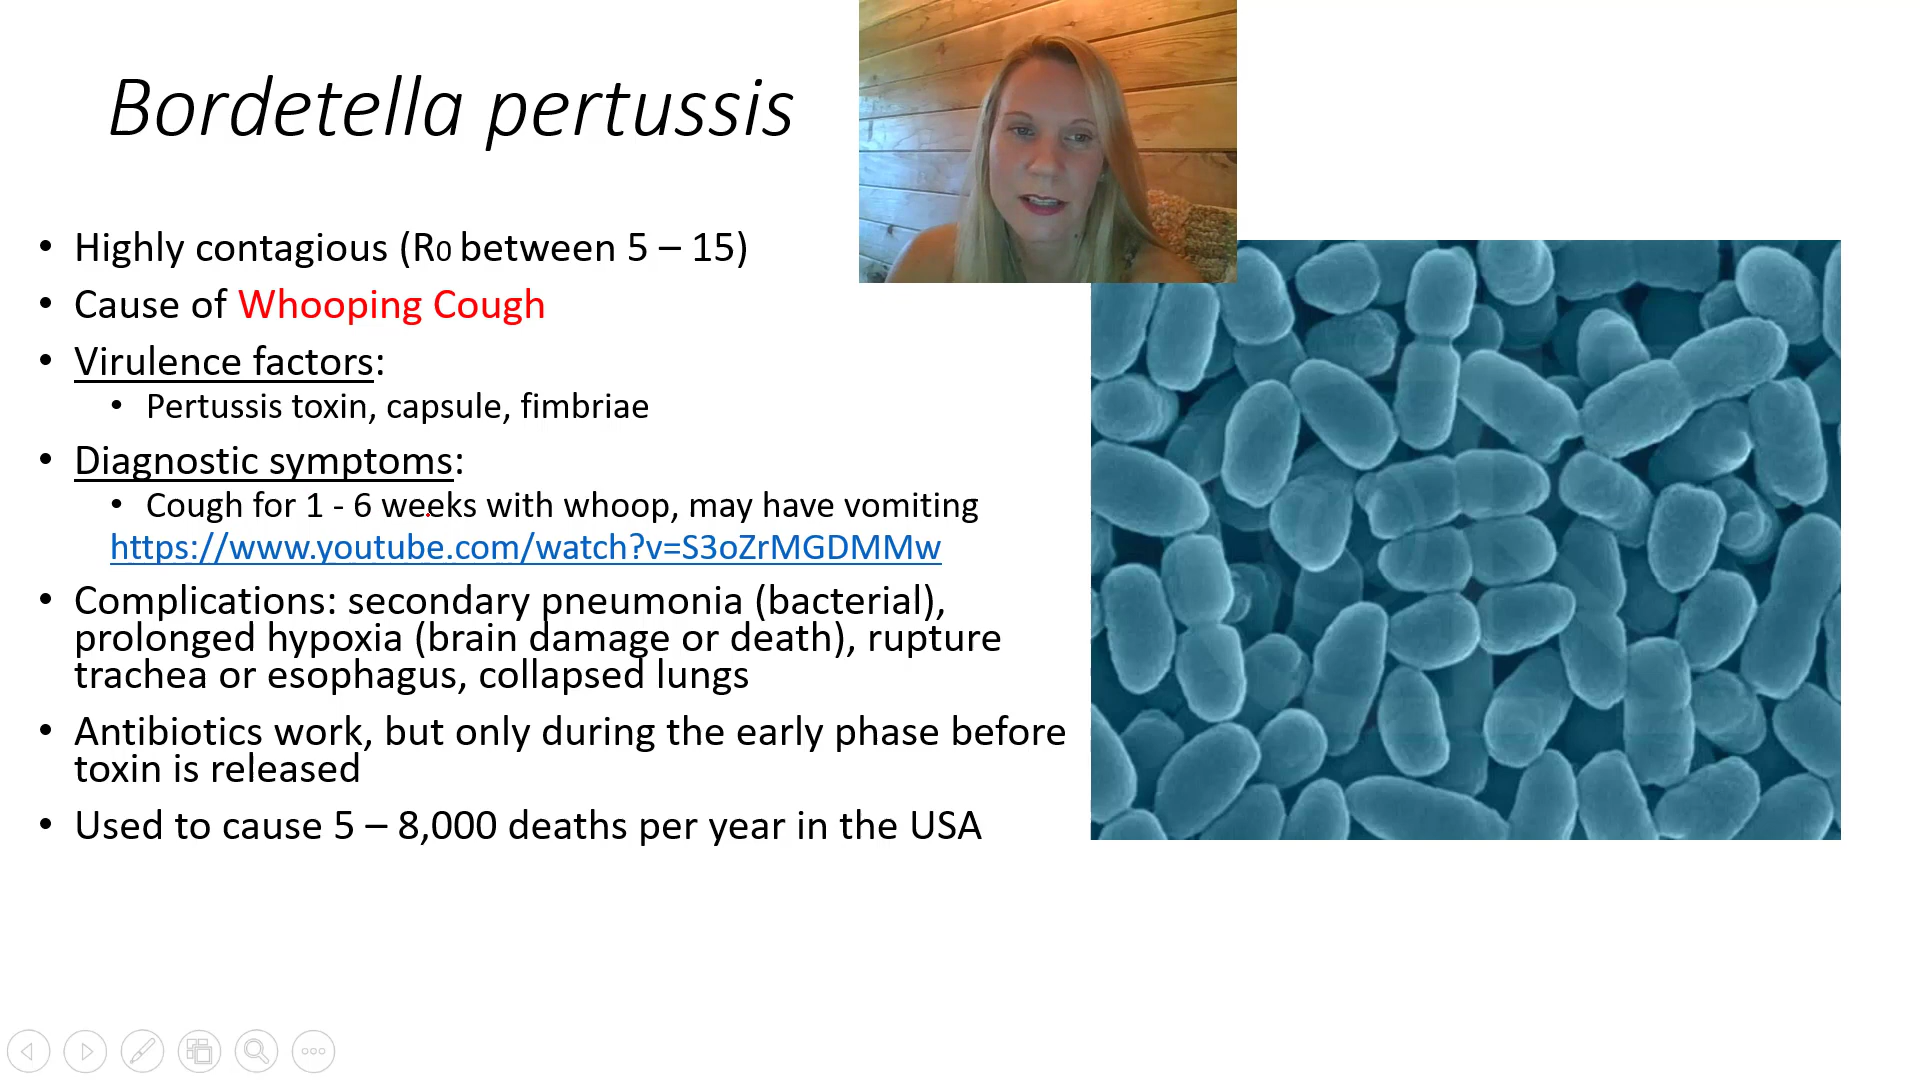 Bordetella pertussis
• Highly contagious (R0 between 5 – 15)
• Cause of Whooping Cough
• Virulence factors:
• Pertussis toxin, capsule, fimbriae
• Diagnostic symptoms:
• Cough for 1 - 6 weeks with whoop, may have vomiting
https://www.youtube.com/watch?v=S3oZrMGDMMw
• Complications: secondary pneumonia (bacterial),
prolonged hypoxia (brain damage or death), rupture
trachea or esophagus, collapsed lungs
• Antibiotics work, but only during the early phase before
toxin is released
• Used to cause 5 – 8,000 deaths per year in the USA